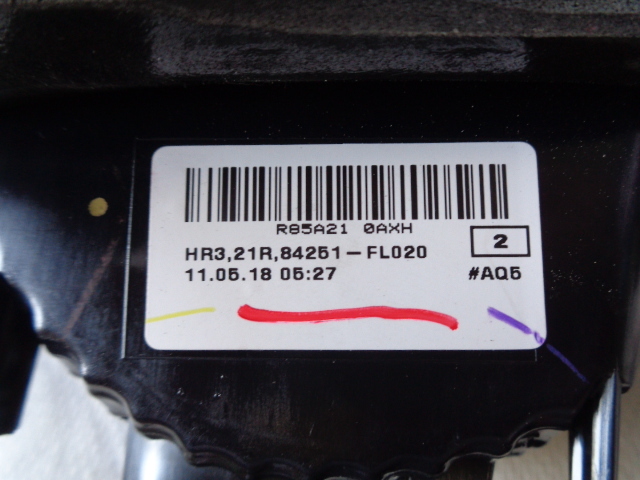 R85A21 0AXH
HR3,21R,84251-FL020
2
11.05.18 05:27
#AQ5